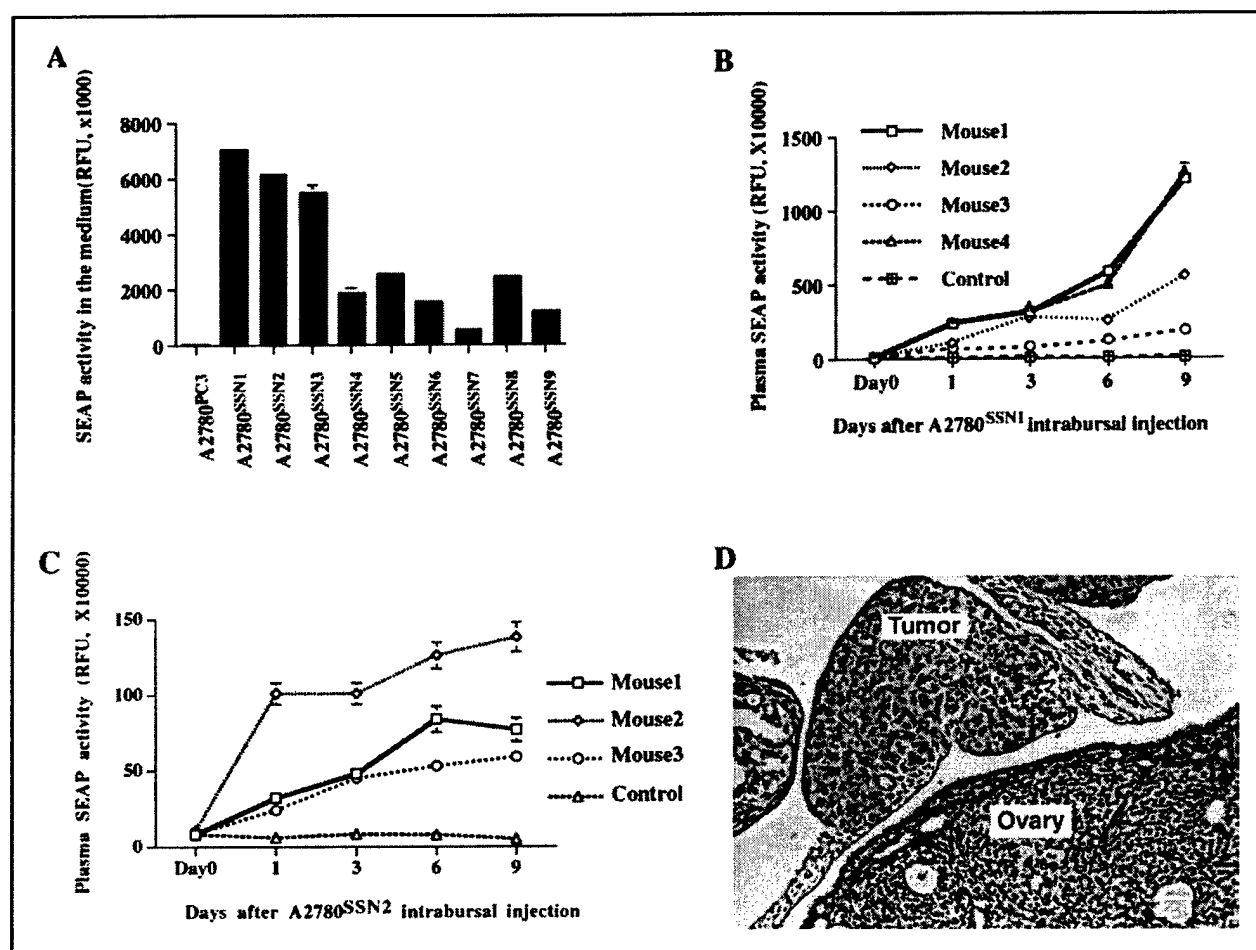 A
SEAP activity in the medium(RFU, x1000)
8000
6000
4000
2000
0
A2780PC3
A2780SSN1
A2780SSN2
A2780SSN3
A2780SSN4
A2780SSN5
A2780SSN6
A2780SSN7
A2780SSN8
A2780SSN9
B
Plasma SEAP activity (RFU, X10000)
1500
1000
500
0
Mouse1
Mouse2
Mouse3
Mouse4
Control
Day0 1 3 6 9
Days after A2780SSN1 intrabursal injection
C
Plasma SEAP activity (RFU, X10000)
150
100
50
0
Mouse1
Mouse2
Mouse3
Control
Day0 1 3 6 9
Days after A2780SSN2 intrabursal injection
D
Tumor
Ovary